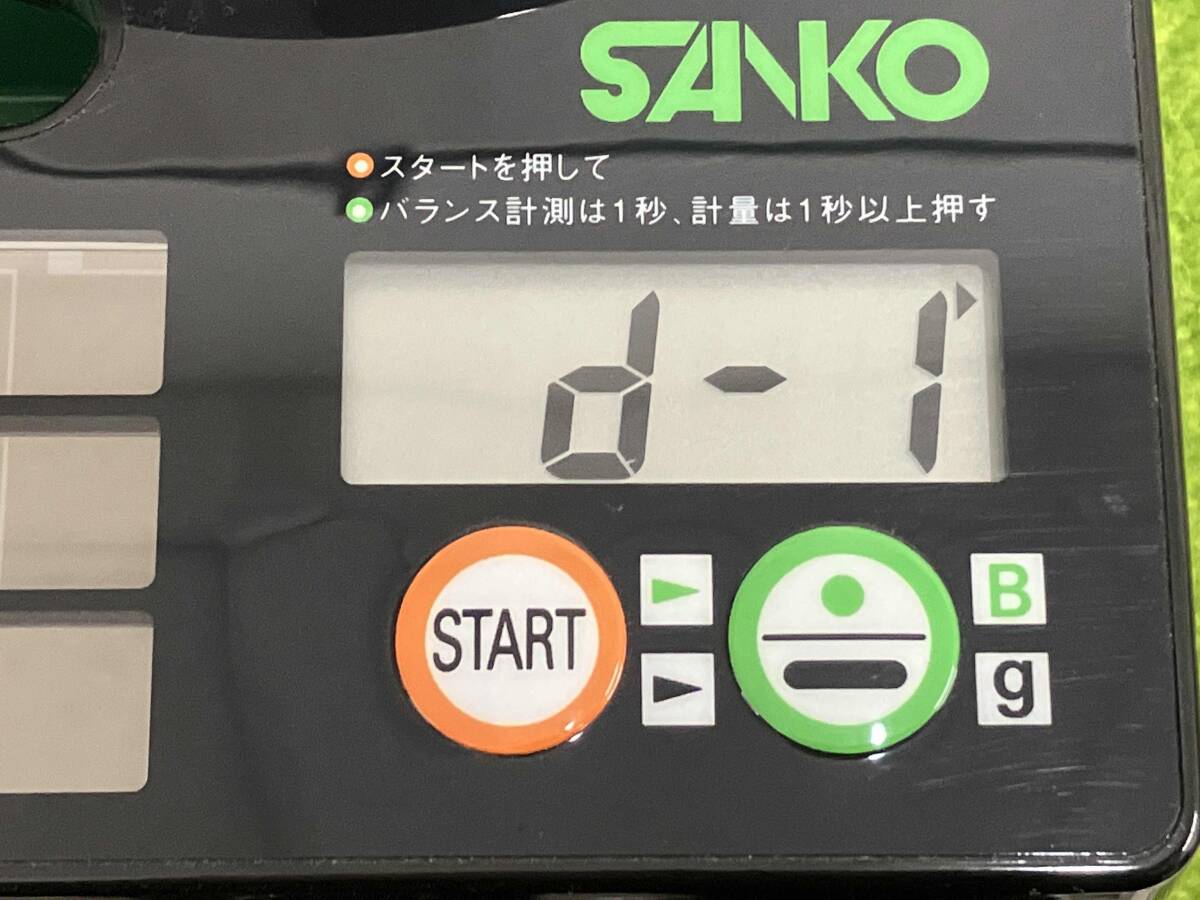 SANKO
スタートを押して
バランス計測は1秒、計量は1秒以上押す
d-1
START
B
g